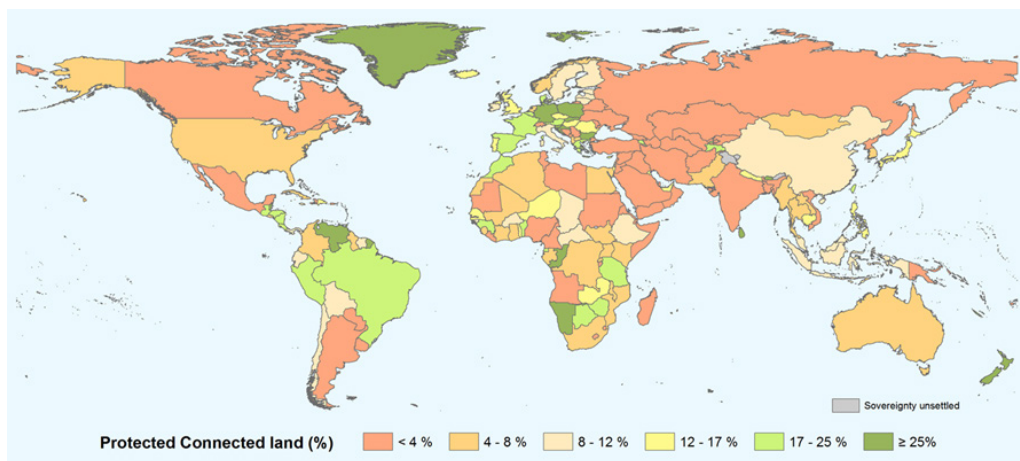 Sovereignty unsettled
Protected Connected land (%) < 4 % 4 - 8 % 8 - 12 % 12 - 17 % 17 - 25 % ≥ 25%